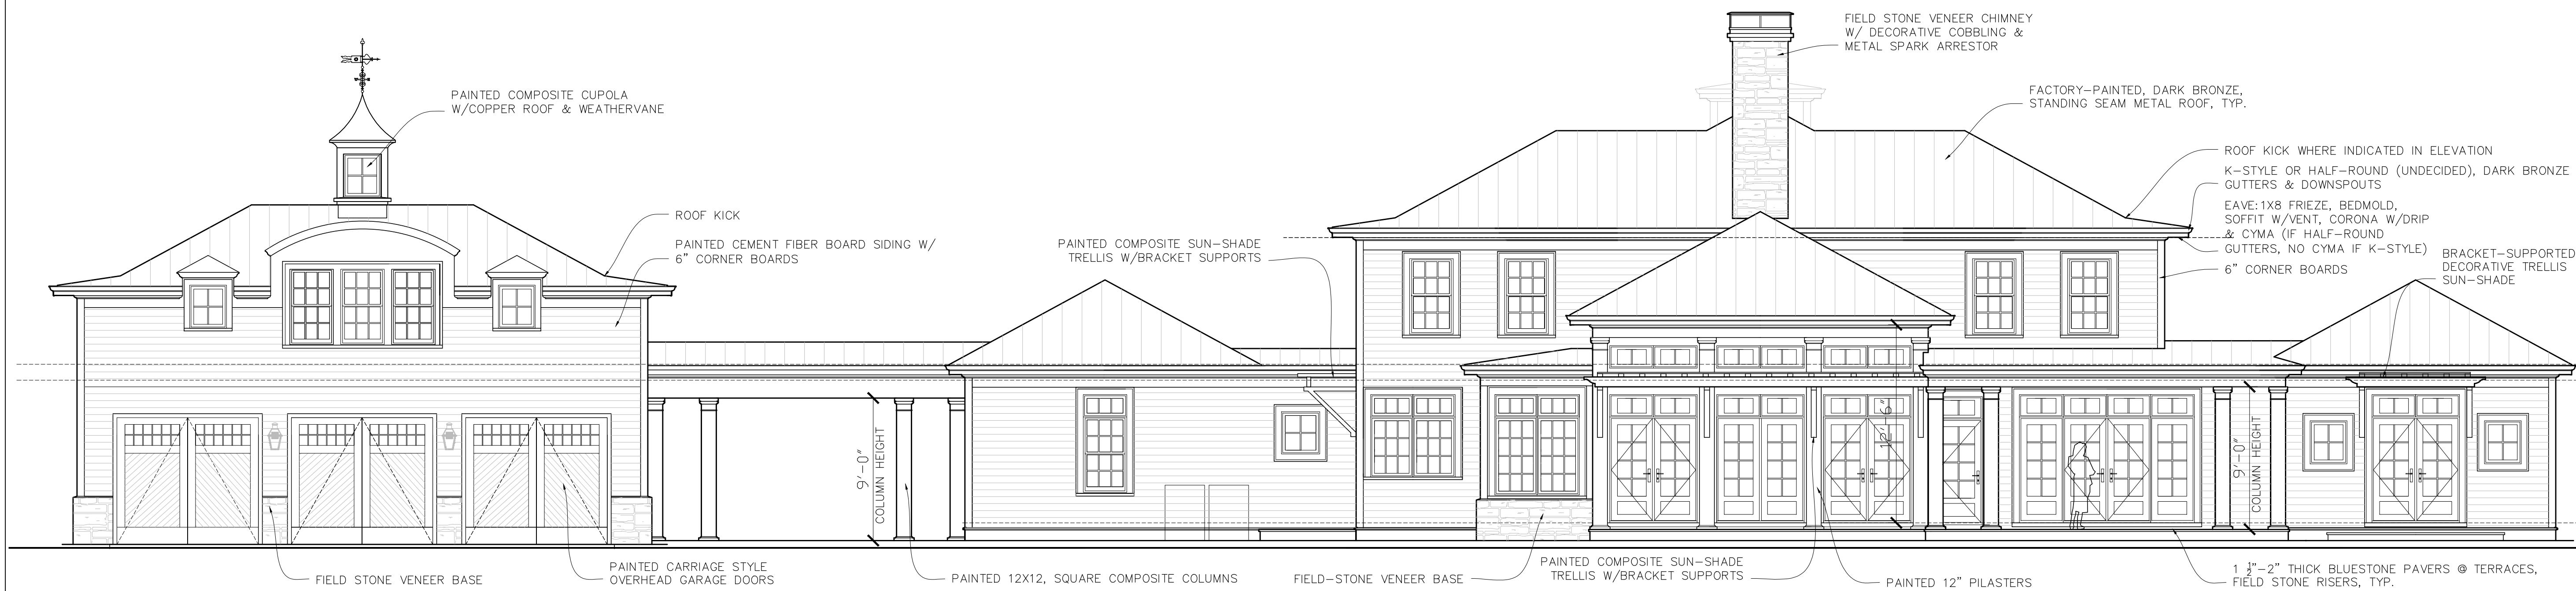 FIELD STONE VENEER CHIMNEY
W/ DECORATIVE COBBLING &
METAL SPARK ARRESTOR
PAINTED COMPOSITE CUPOLA
W/COPPER ROOF & WEATHERVANE
FACTORY-PAINTED, DARK BRONZE,
STANDING SEAM METAL ROOF, TYP.
ROOF KICK WHERE INDICATED IN ELEVATION
K-STYLE OR HALF-ROUND (UNDECIDED), DARK BRONZE
GUTTERS & DOWNSPOUTS
EAVE:1X8 FRIEZE, BEDMOLD,
SOFFIT W/VENT, CORONA W/DRIP
& CYMA (IF HALF-ROUND
GUTTERS, NO CYMA IF K-STYLE)
6" CORNER BOARDS
BRACKET-SUPPORTED
DECORATIVE TRELLIS
SUN-SHADE
ROOF KICK
PAINTED CEMENT FIBER BOARD SIDING W/
6" CORNER BOARDS
PAINTED COMPOSITE SUN-SHADE
TRELLIS W/BRACKET SUPPORTS
9'-0"
COLUMN HEIGHT
12'-6"
9'-0"
COLUMN HEIGHT
FIELD STONE VENEER BASE
PAINTED CARRIAGE STYLE
OVERHEAD GARAGE DOORS
PAINTED 12X12, SQUARE COMPOSITE COLUMNS
FIELD-STONE VENEER BASE
PAINTED COMPOSITE SUN-SHADE
TRELLIS W/BRACKET SUPPORTS
PAINTED 12" PILASTERS
1 ½"-2" THICK BLUESTONE PAVERS @ TERRACES,
FIELD STONE RISERS, TYP.